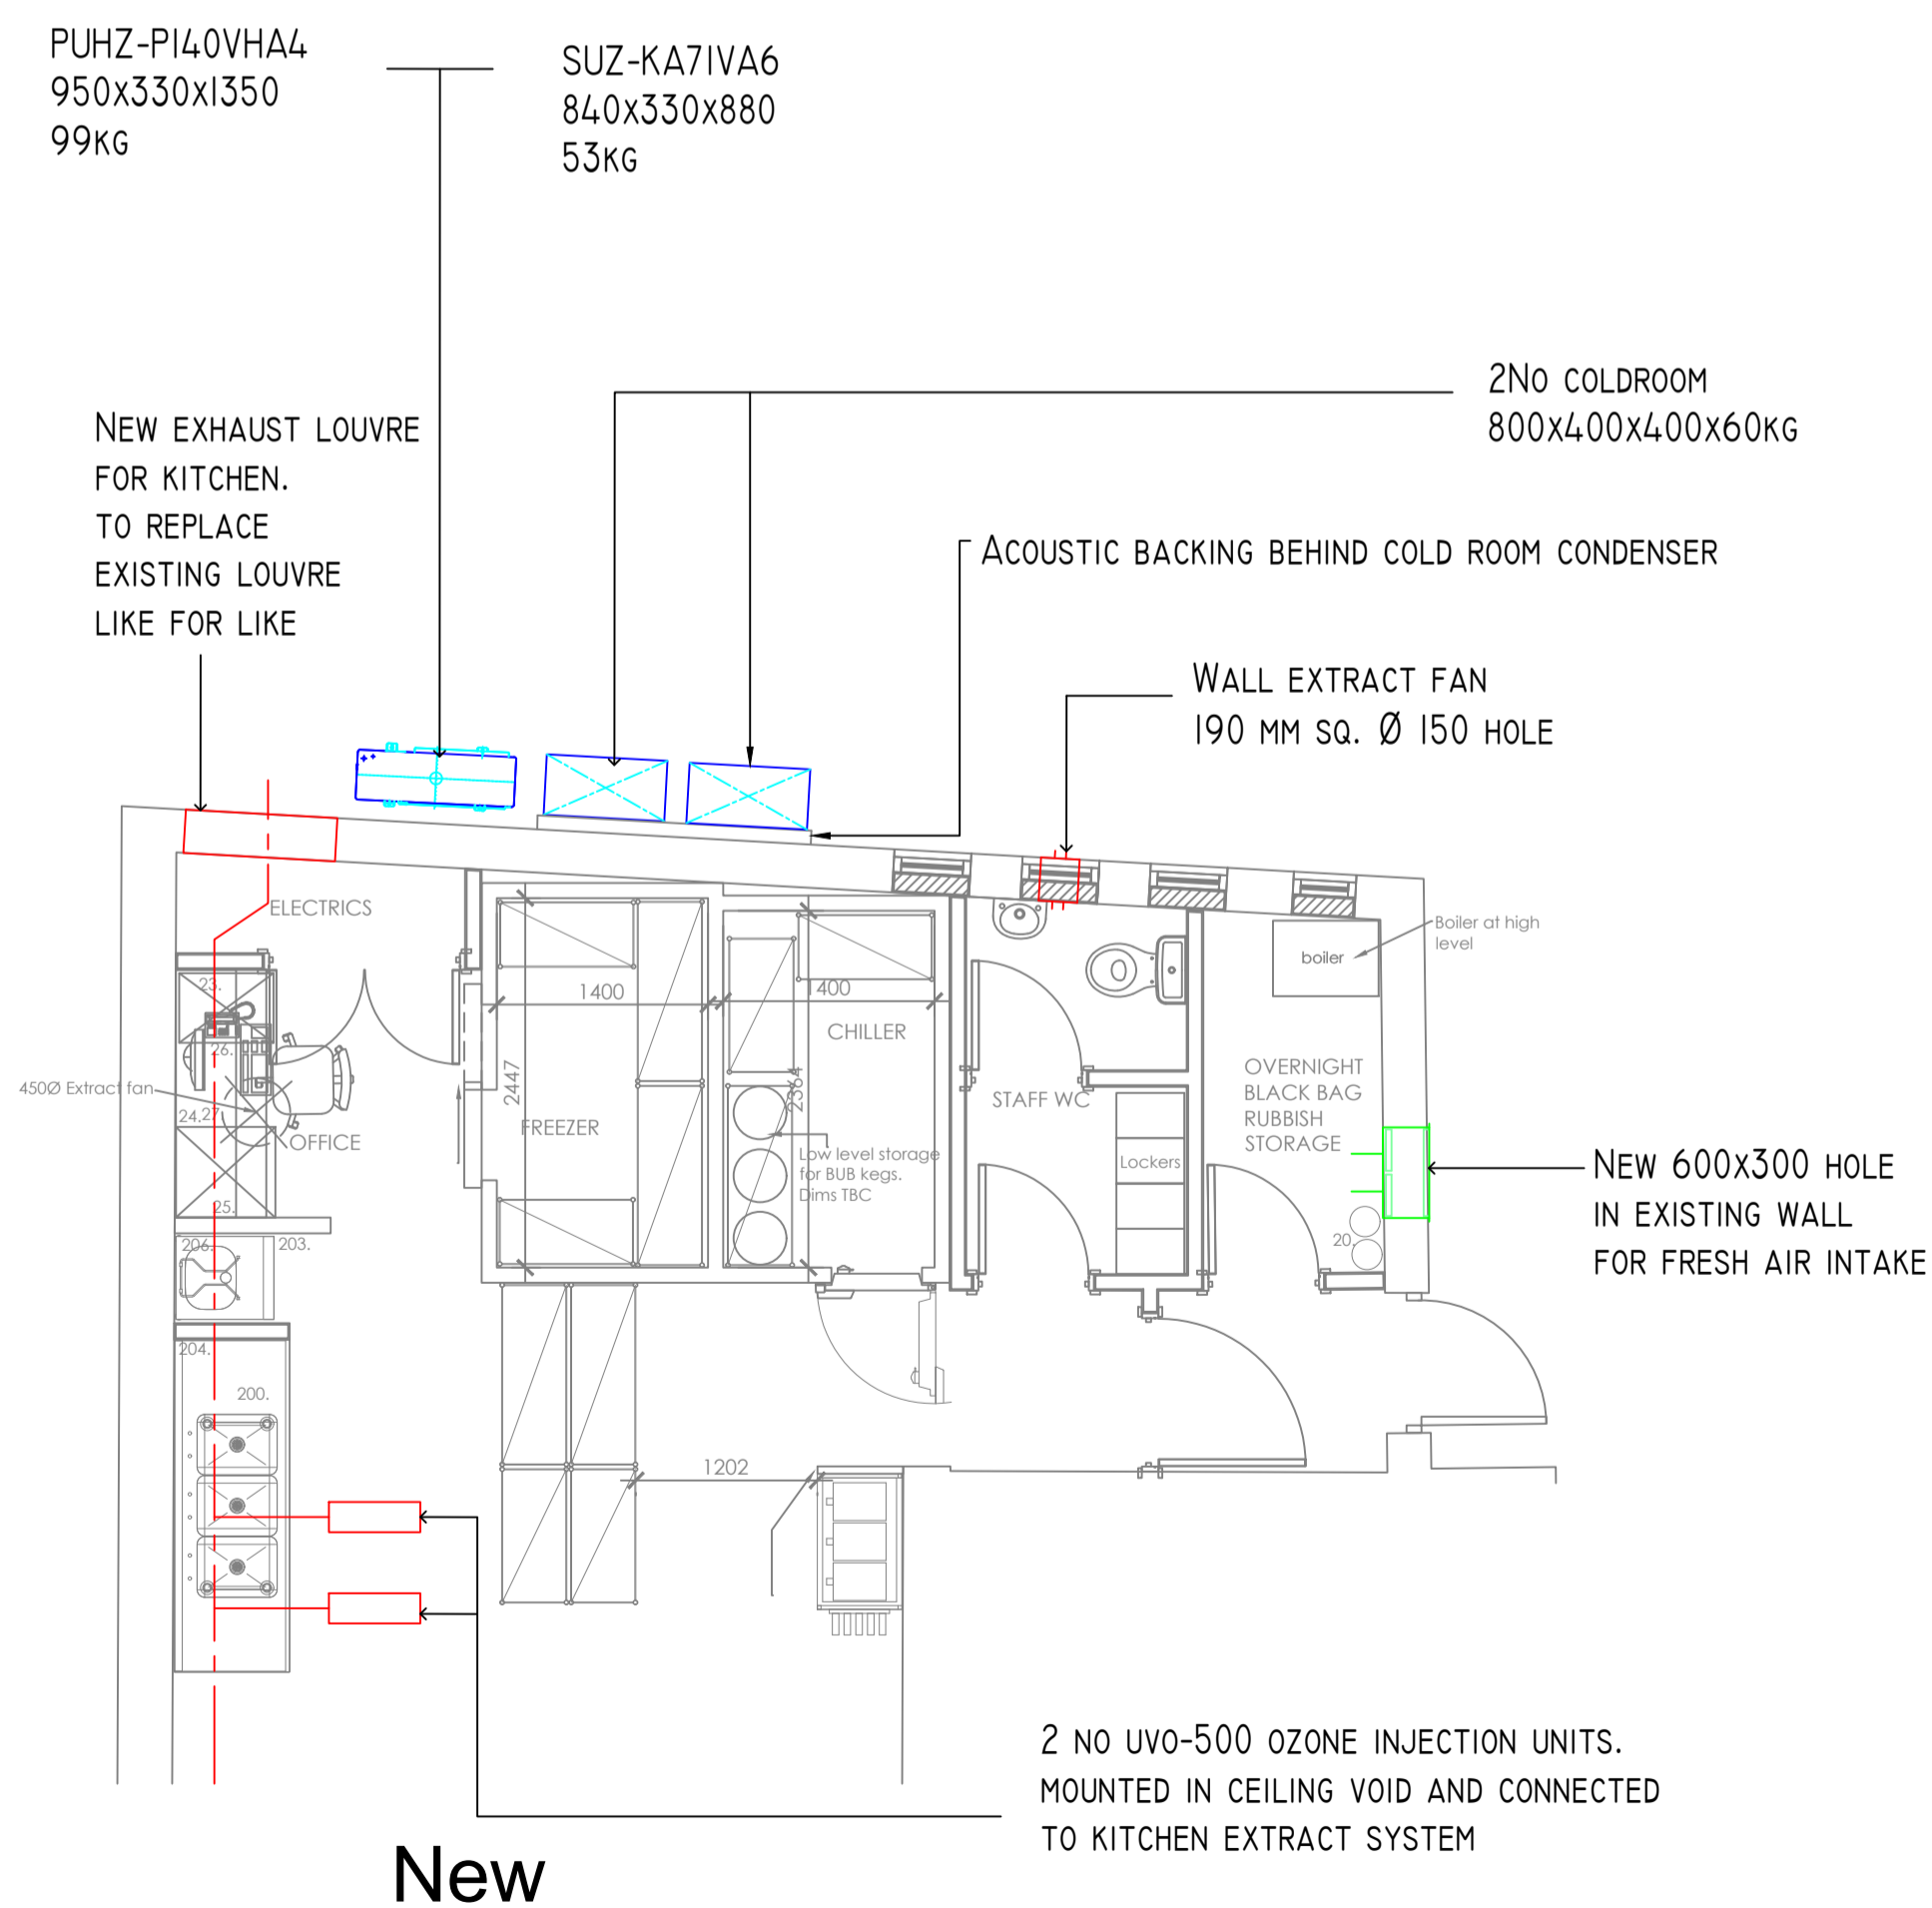 PUHZ-P140VHA4
950x330x1350
99KG
SUZ-KA71VA6
840x330x880
53KG
2No COLDROOM
800x400x400x60KG
NEW EXHAUST LOUVRE
FOR KITCHEN.
TO REPLACE
EXISTING LOUVRE
LIKE FOR LIKE
ACOUSTIC BACKING BEHIND COLD ROOM CONDENSER
WALL EXTRACT FAN
190 MM SQ. Ø 150 HOLE
ELECTRICS
Boiler at high
level
boiler
23.
1400
1400
CHILLER
26.
2447
2364
450Ø Extract fan
24.
27.
OFFICE
FREEZER
STAFF WC
OVERNIGHT
BLACK BAG
RUBBISH
STORAGE
Low level storage
for BUB kegs.
Dims TBC
Lockers
NEW 600x300 HOLE
IN EXISTING WALL
FOR FRESH AIR INTAKE
25.
206.
203.
20.
204.
200.
1202
2 NO UVO-500 OZONE INJECTION UNITS.
MOUNTED IN CEILING VOID AND CONNECTED
TO KITCHEN EXTRACT SYSTEM
New